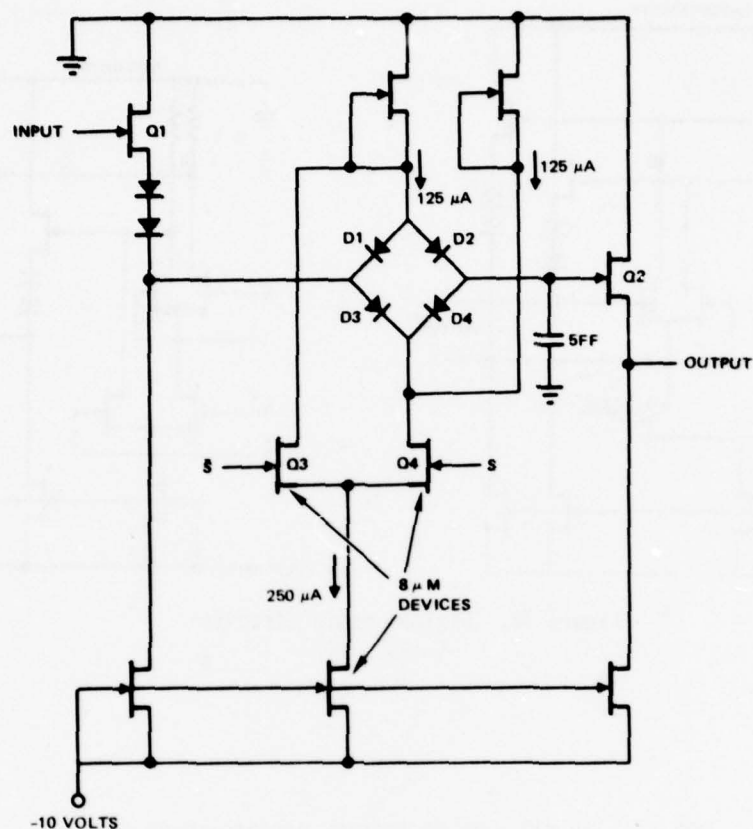 INPUT
Q1
125 μA
125 μA
D1
D2
Q2
D3
D4
5FF
OUTPUT
S̄
Q3
Q4
S
250 μA
8 μM
DEVICES
-10 VOLTS